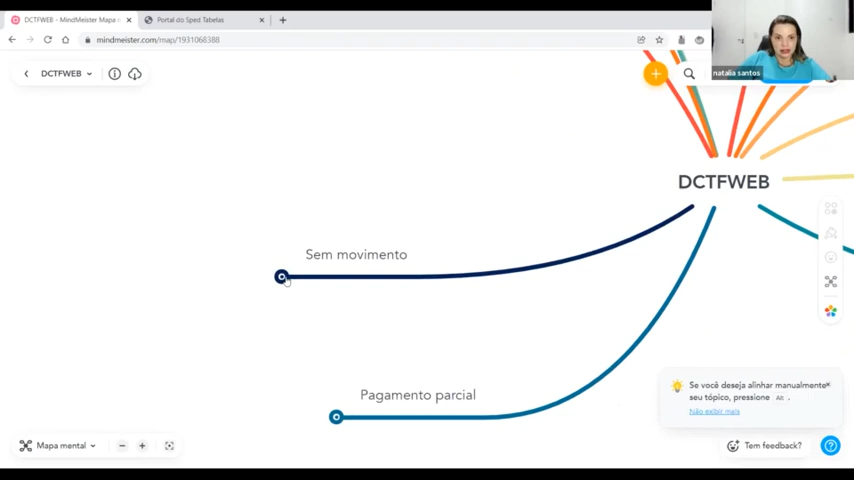 DCTFWEB - MindMeister Mapa m
Portal do Sped Tabelas
mindmeister.com/map/1931068388
natalia santos
DCTFWEB
DCTFWEB
Sem movimento
Pagamento parcial
Se você deseja alinhar manualmente
seu tópico, pressione Alt .
Não exibir mais
Mapa mental
Tem feedback?